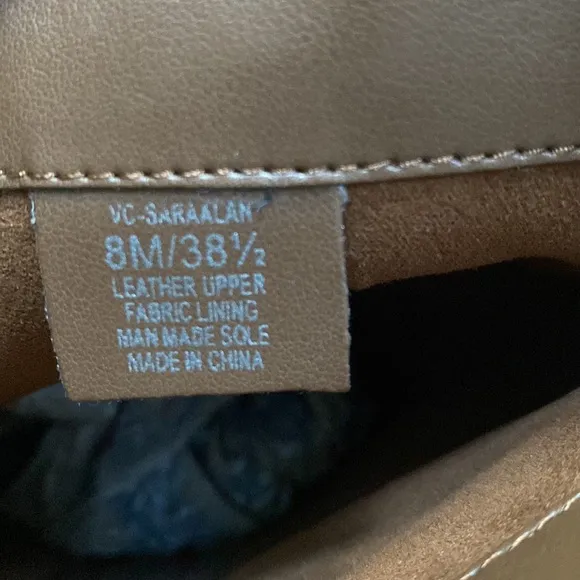 VC-SARAALAN
8M/38½
LEATHER UPPER
FABRIC LINING
MAN MADE SOLE
MADE IN CHINA